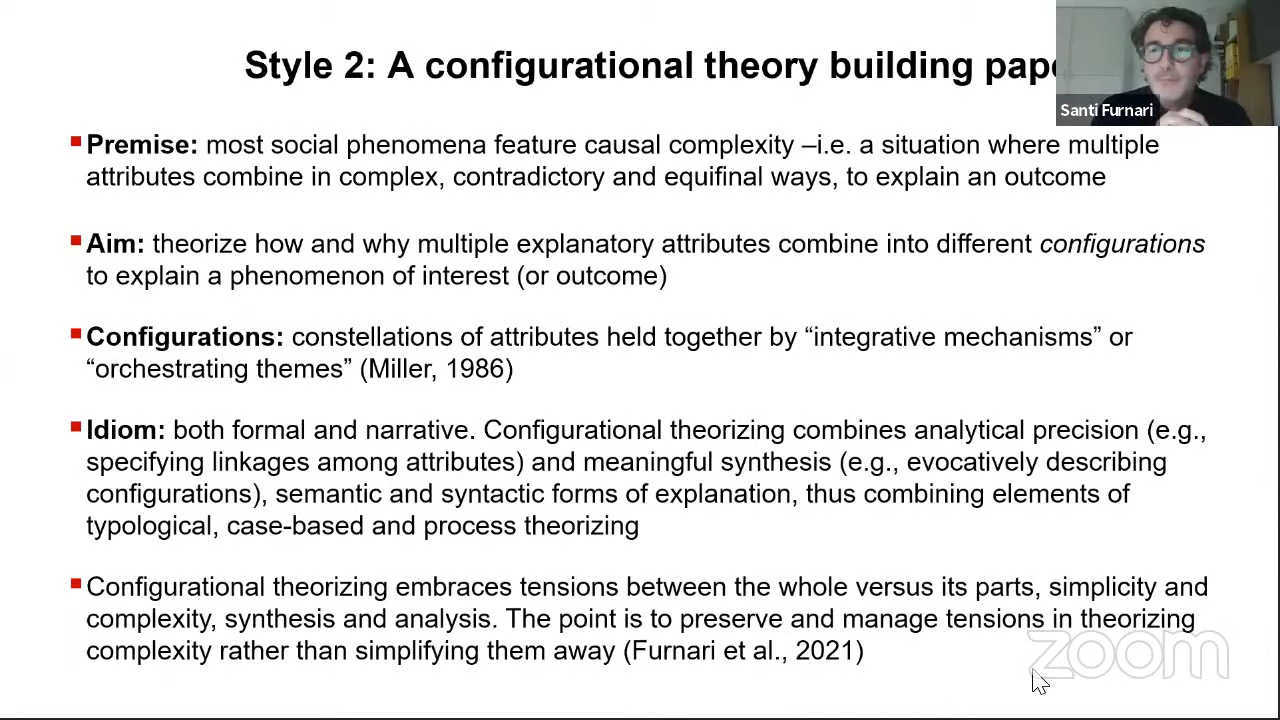 Style 2: A configurational theory building pap
Santi Furnari
Premise: most social phenomena feature causal complexity –i.e. a situation where multiple
attributes combine in complex, contradictory and equifinal ways, to explain an outcome
Aim: theorize how and why multiple explanatory attributes combine into different configurations
to explain a phenomenon of interest (or outcome)
Configurations: constellations of attributes held together by “integrative mechanisms” or
“orchestrating themes” (Miller, 1986)
Idiom: both formal and narrative. Configurational theorizing combines analytical precision (e.g.,
specifying linkages among attributes) and meaningful synthesis (e.g., evocatively describing
configurations), semantic and syntactic forms of explanation, thus combining elements of
typological, case-based and process theorizing
Configurational theorizing embraces tensions between the whole versus its parts, simplicity and
complexity, synthesis and analysis. The point is to preserve and manage tensions in theorizing
complexity rather than simplifying them away (Furnari et al., 2021)
zoom